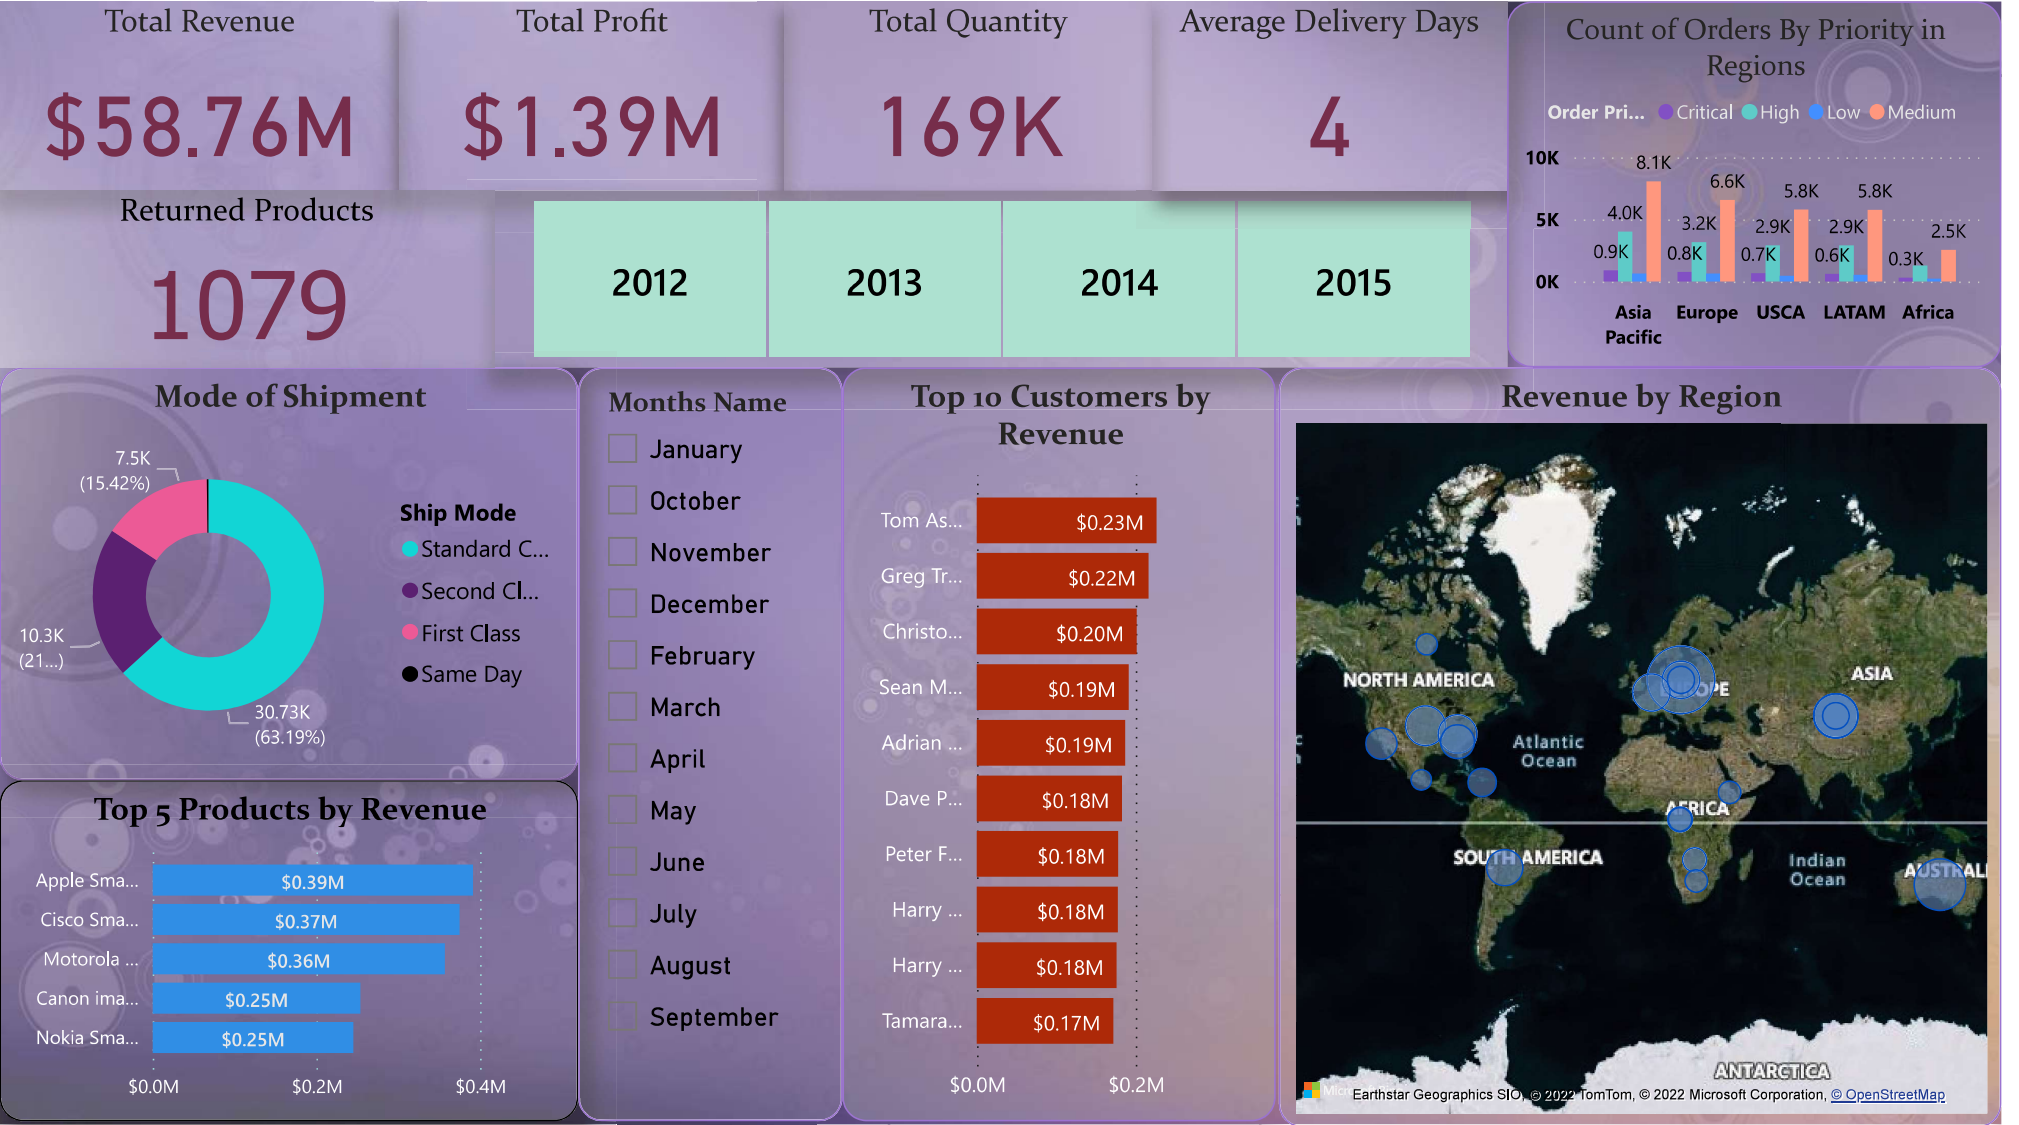 Total Revenue
$58.76M
Total Profit
$1.39M
Total Quantity
169K
Average Delivery Days
4
Count of Orders By Priority in
Regions
Order Pri... Critical High Low Medium
10K
5K
0K
0.9K 4.0K 8.1K
0.8K 3.2K 6.6K
0.7K 2.9K 5.8K
0.6K 2.9K 5.8K
0.3K 2.5K
Asia Europe USCA LATAM Africa
Pacific
Returned Products
1079
2012 2013 2014 2015
Mode of Shipment
7.5K
(15.42%)
10.3K
(21...)
30.73K
(63.19%)
Ship Mode
Standard C...
Second Cl...
First Class
Same Day
Top 5 Products by Revenue
Apple Sma... $0.39M
Cisco Sma... $0.37M
Motorola ... $0.36M
Canon ima... $0.25M
Nokia Sma... $0.25M
$0.0M $0.2M $0.4M
Months Name
January
October
November
December
February
March
April
May
June
July
August
September
Top 10 Customers by
Revenue
Tom As... $0.23M
Greg Tr... $0.22M
Christo... $0.20M
Sean M... $0.19M
Adrian ... $0.19M
Dave P... $0.18M
Peter F... $0.18M
Harry ... $0.18M
Harry ... $0.18M
Tamara... $0.17M
$0.0M $0.2M
Revenue by Region
NORTH AMERICA
EUROPE
ASIA
Atlantic
Ocean
AFRICA
SOUTH AMERICA
Indian
Ocean
AUSTRALI
ANTARCTICA
Earthstar Geographics SIO, © 2022 TomTom, © 2022 Microsoft Corporation, © OpenStreetMap